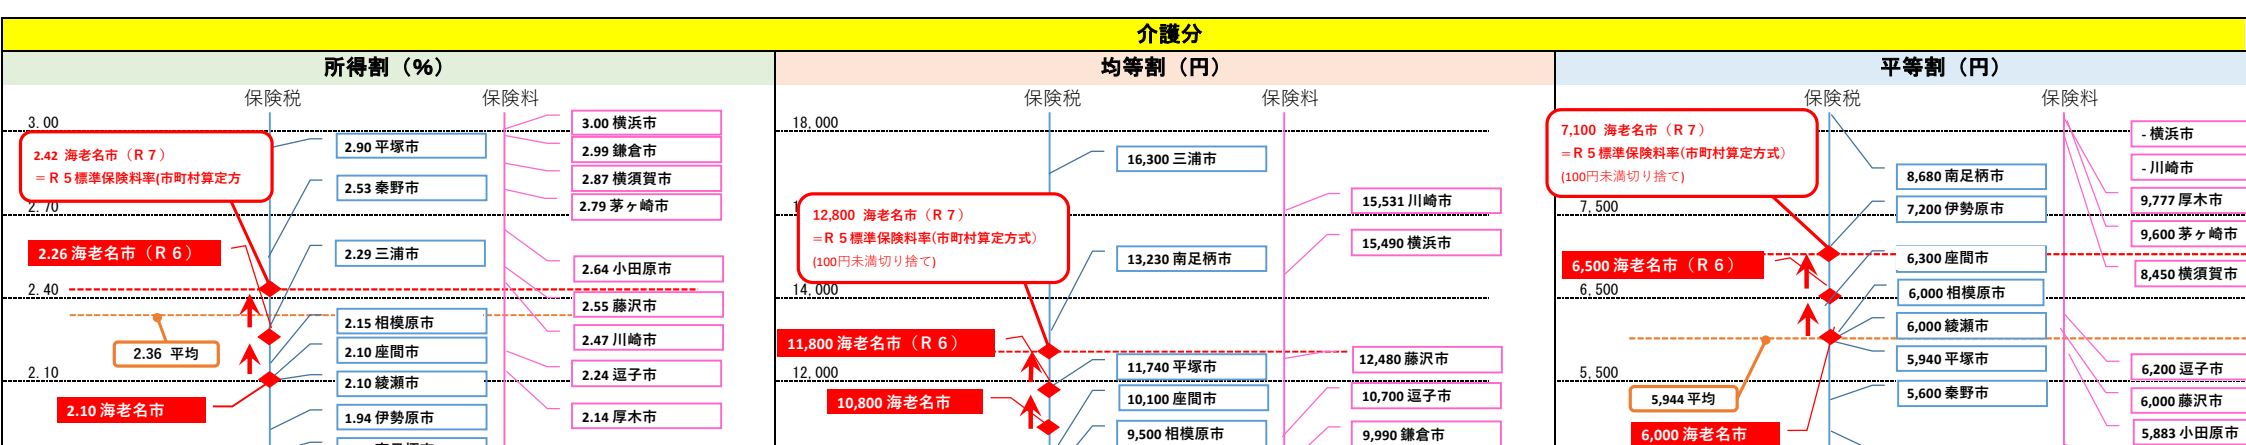 介護分
所得割（%）
保険税
保険料
3.00
2.42 海老名市（Ｒ７）
＝Ｒ５標準保険料率(市町村算定方
2.90 平塚市
2.53 秦野市
2.70
2.26 海老名市（Ｒ６）
2.29 三浦市
2.40
2.15 相模原市
2.36 平均
2.10 座間市
2.10
2.10 綾瀬市
2.10 海老名市
1.94 伊勢原市
3.00 横浜市
2.99 鎌倉市
2.87 横須賀市
2.79 茅ヶ崎市
2.64 小田原市
2.55 藤沢市
2.47 川崎市
2.24 逗子市
2.14 厚木市
均等割（円）
保険税
保険料
18,000
16,300 三浦市
12,800 海老名市（Ｒ７）
＝Ｒ５標準保険料率(市町村算定方式）
(100円未満切り捨て)
13,230 南足柄市
14,000
11,800 海老名市（Ｒ６）
11,740 平塚市
12,000
10,800 海老名市
10,100 座間市
9,500 相模原市
15,531 川崎市
15,490 横浜市
12,480 藤沢市
10,700 逗子市
9,990 鎌倉市
平等割（円）
保険税
保険料
7,100 海老名市（Ｒ７）
＝Ｒ５標準保険料率(市町村算定方式）
(100円未満切り捨て)
8,680 南足柄市
7,500
7,200 伊勢原市
6,500 海老名市（Ｒ６）
6,300 座間市
6,500
6,000 相模原市
6,000 綾瀬市
5,940 平塚市
5,500
5,944 平均
5,600 秦野市
6,000 海老名市
- 横浜市
- 川崎市
9,777 厚木市
9,600 茅ヶ崎市
8,450 横須賀市
6,200 逗子市
6,000 藤沢市
5,883 小田原市